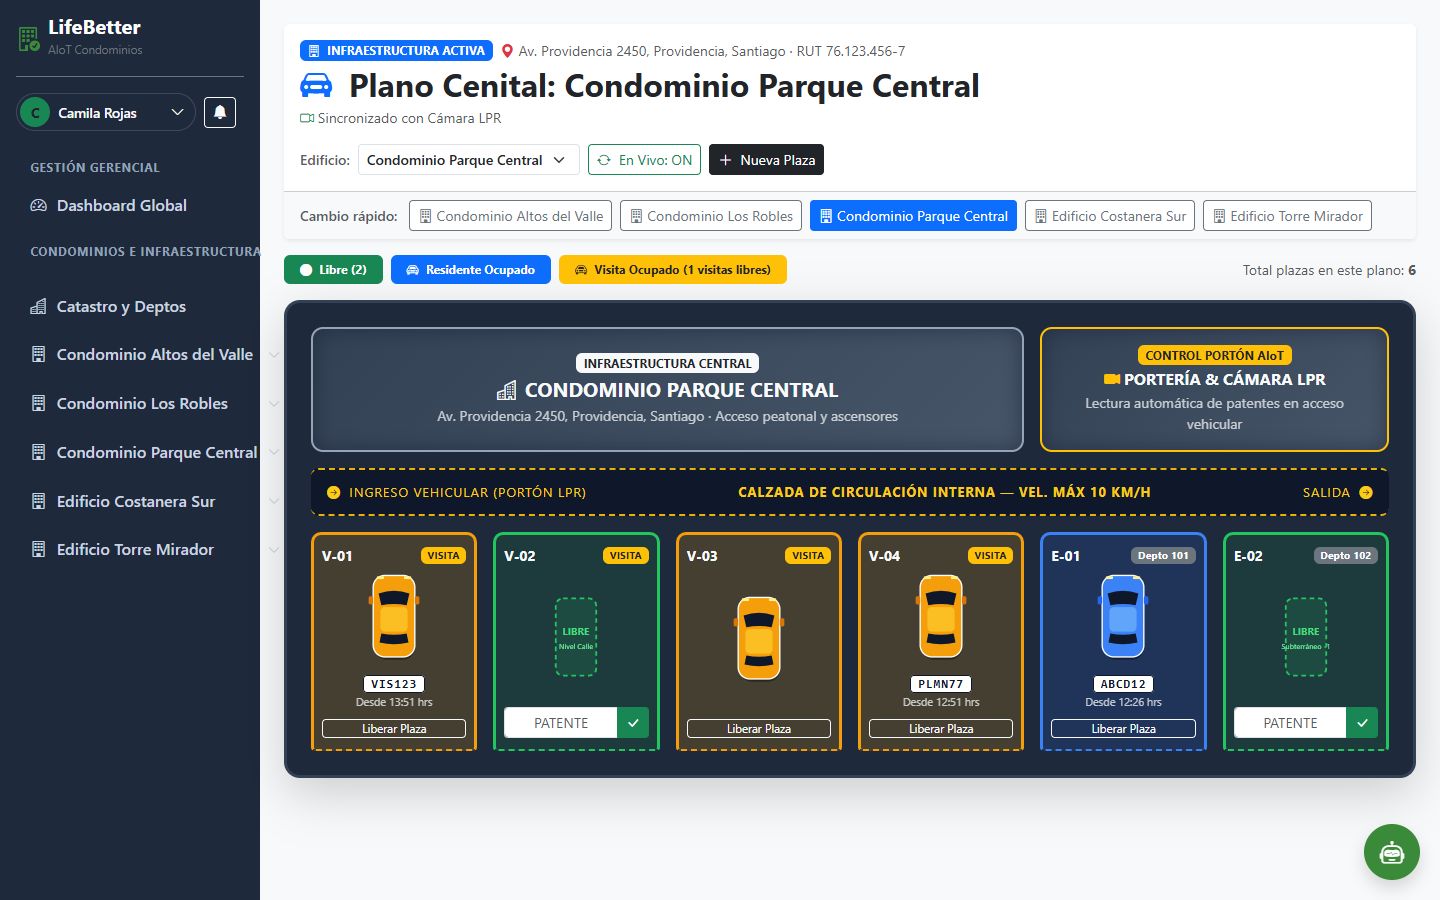 LifeBetter
AIoT Condominios
C
Camila Rojas
GESTIÓN GERENCIAL
Dashboard Global
CONDOMINIOS E INFRAESTRUCTURA
Catastro y Deptos
Condominio Altos del Valle
Condominio Los Robles
Condominio Parque Central
Edificio Costanera Sur
Edificio Torre Mirador
INFRAESTRUCTURA ACTIVA Av. Providencia 2450, Providencia, Santiago · RUT 76.123.456-7
Plano Cenital: Condominio Parque Central
Sincronizado con Cámara LPR
Edificio: Condominio Parque Central En Vivo: ON Nueva Plaza
Cambio rápido: Condominio Altos del Valle Condominio Los Robles Condominio Parque Central Edificio Costanera Sur Edificio Torre Mirador
Libre (2) Residente Ocupado Visita Ocupado (1 visitas libres) Total plazas en este plano: 6
INFRAESTRUCTURA CENTRAL
CONDOMINIO PARQUE CENTRAL
Av. Providencia 2450, Providencia, Santiago · Acceso peatonal y ascensores
CONTROL PORTÓN AIoT
PORTERÍA & CÁMARA LPR
Lectura automática de patentes en acceso
vehicular
INGRESO VEHICULAR (PORTÓN LPR) CALZADA DE CIRCULACIÓN INTERNA — VEL. MÁX 10 KM/H SALIDA
V-01 VISITA
VIS123
Desde 13:51 hrs
Liberar Plaza
V-02 VISITA
LIBRE
Nivel Calle
PATENTE
V-03 VISITA
Liberar Plaza
V-04 VISITA
PLMN77
Desde 12:51 hrs
Liberar Plaza
E-01 Depto 101
ABCD12
Desde 12:26 hrs
Liberar Plaza
E-02 Depto 102
LIBRE
Subterráneo -1
PATENTE